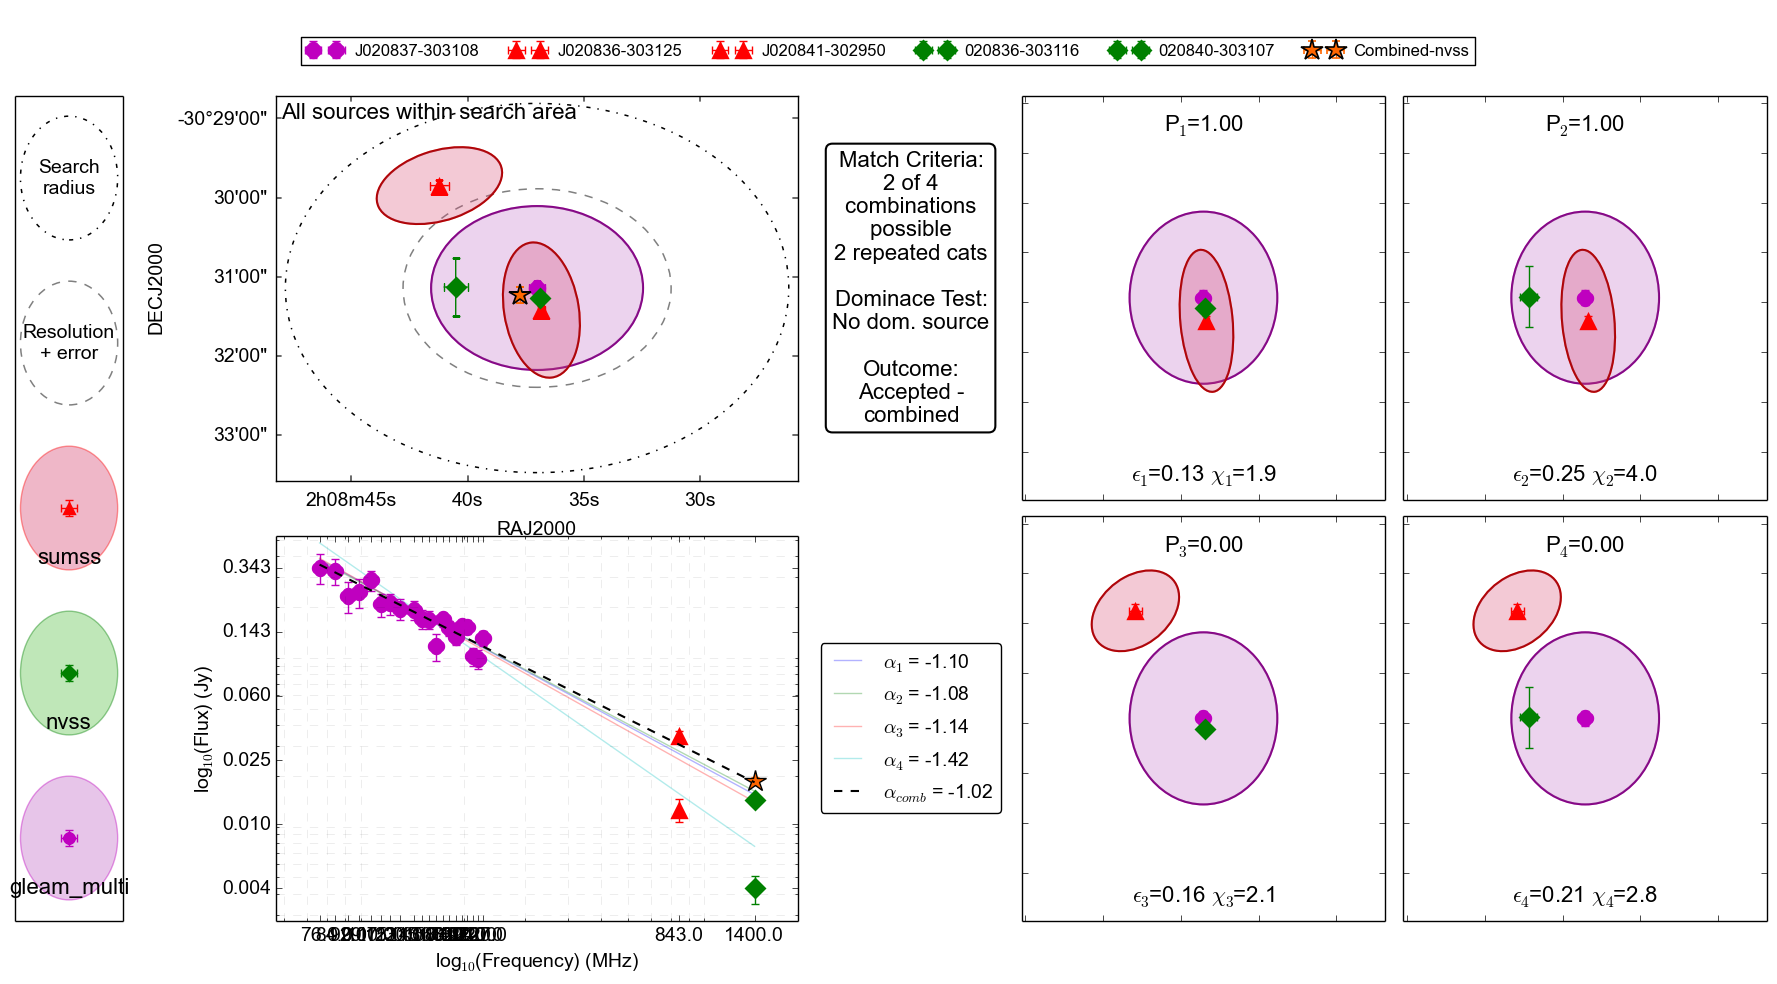 J020837-303108 J020836-303125 J020841-302950 020836-303116 020840-303107 Combined-nvss
Search
radius
Resolution
+ error
sumss
nvss
gleam_multi
All sources within search area
-30°29'00"
30'00"
31'00"
32'00"
33'00"
DECJ2000
2h08m45s 40s 35s 30s
RAJ2000
Match Criteria:
2 of 4
combinations
possible
2 repeated cats
Dominace Test:
No dom. source
Outcome:
Accepted -
combined
P1=1.00
ϵ1=0.13 χ1=1.9
P2=1.00
ϵ2=0.25 χ2=4.0
0.343
0.143
0.060
0.025
0.010
0.004
log10(Flux) (Jy)
843.0 1400.0
log10(Frequency) (MHz)
α1 = -1.10
α2 = -1.08
α3 = -1.14
α4 = -1.42
αcomb = -1.02
P3=0.00
ϵ3=0.16 χ3=2.1
P4=0.00
ϵ4=0.21 χ4=2.8